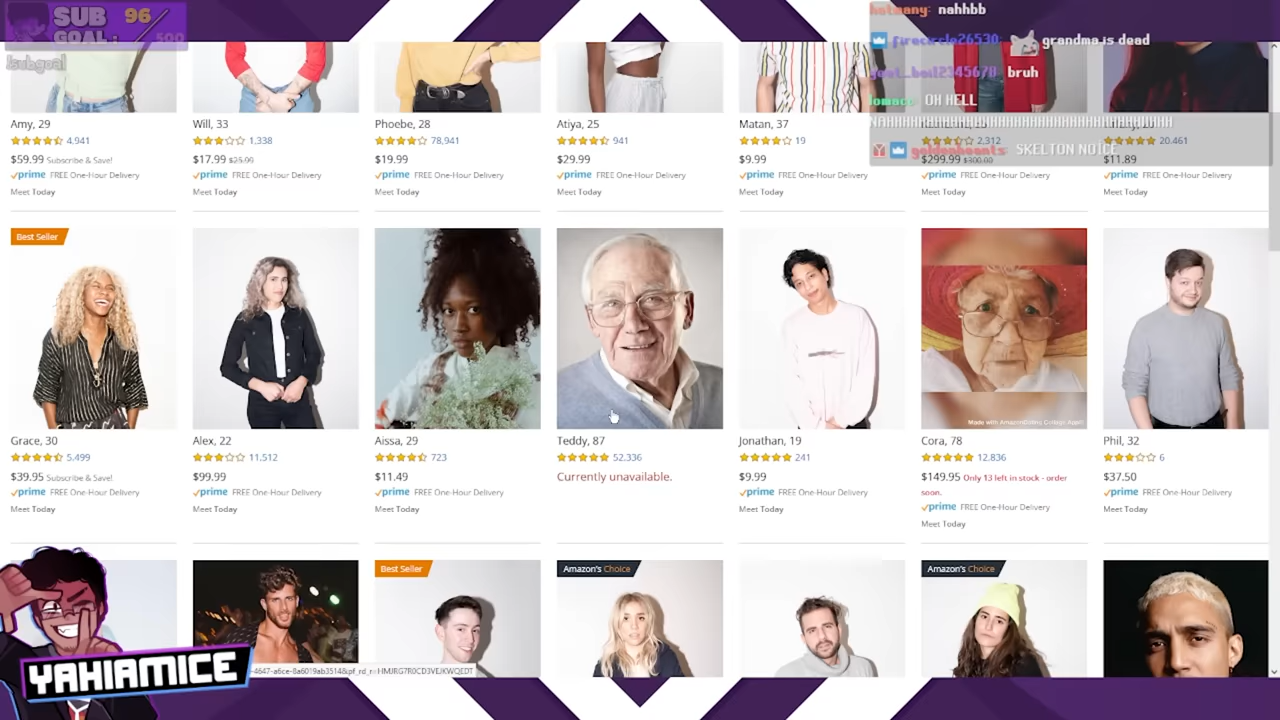 SUB GOAL: 96/500
!subgoal
nahhbb
firecircle26530: grandma is dead
bruh
lomacc OH HELL
SKELTON NOICE
Amy, 29
4,941
$59.99 Subscribe & Save!
prime FREE One-Hour Delivery
Meet Today
Will, 33
1,338
$17.99 $25.99
prime FREE One-Hour Delivery
Meet Today
Phoebe, 28
78,941
$19.99
prime FREE One-Hour Delivery
Meet Today
Atiya, 25
941
$29.99
prime FREE One-Hour Delivery
Meet Today
Matan, 37
19
$9.99
prime FREE One-Hour Delivery
Meet Today
2,312
$299.99 $300.00
prime FREE One-Hour Delivery
Meet Today
20.461
$11.89
prime FREE One-Hour Delivery
Meet Today
Best Seller
Grace, 30
5.499
$39.95 Subscribe & Save!
prime FREE One-Hour Delivery
Meet Today
Alex, 22
11,512
$99.99
prime FREE One-Hour Delivery
Meet Today
Aissa, 29
723
$11.49
prime FREE One-Hour Delivery
Meet Today
Teddy, 87
52.336
Currently unavailable.
Jonathan, 19
241
$9.99
prime FREE One-Hour Delivery
Meet Today
Made with AmazonDating Collage App!
Cora, 78
12.836
$149.95 Only 13 left in stock - order
soon.
prime FREE One-Hour Delivery
Meet Today
Phil, 32
6
$37.50
prime FREE One-Hour Delivery
Meet Today
Best Seller
Amazon's Choice
Amazon's Choice
YAHIAMICE